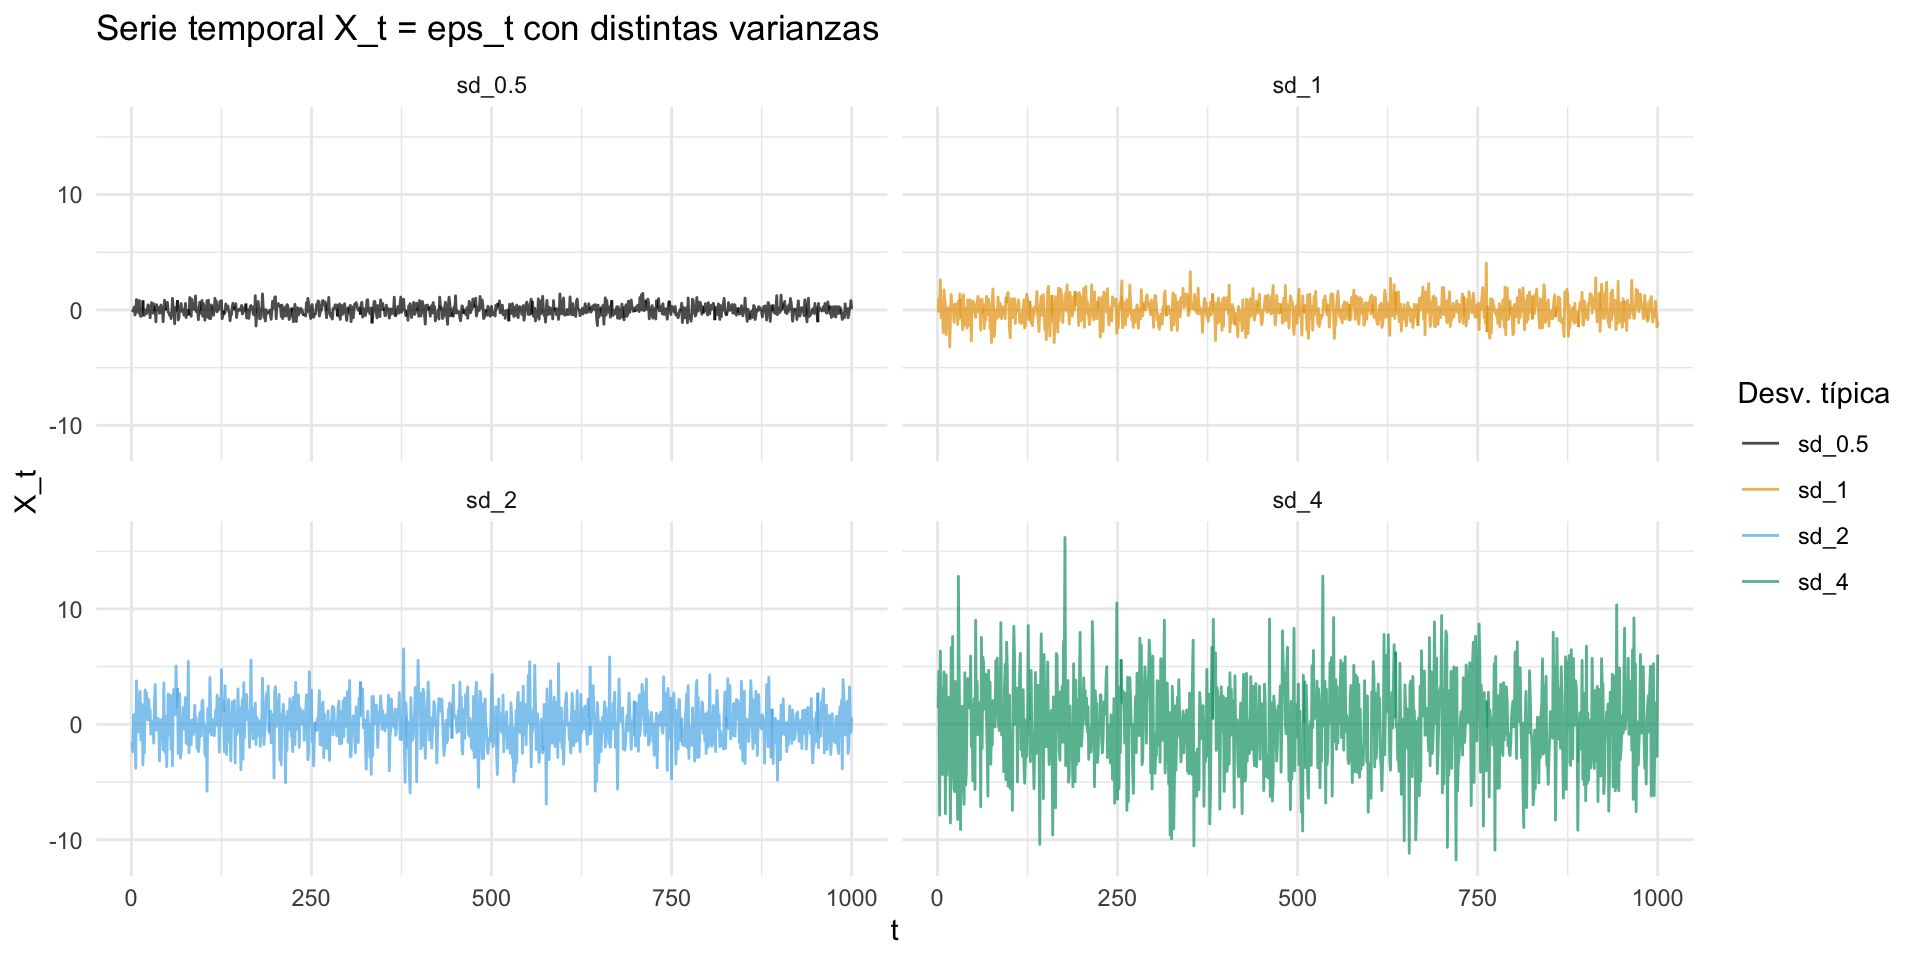 Serie temporal X_t = eps_t con distintas varianzas
sd_0.5
sd_1
10
0
-10
sd_2
sd_4
10
0
-10
0 250 500 750 1000
0 250 500 750 1000
t
X_t
Desv. típica
sd_0.5
sd_1
sd_2
sd_4